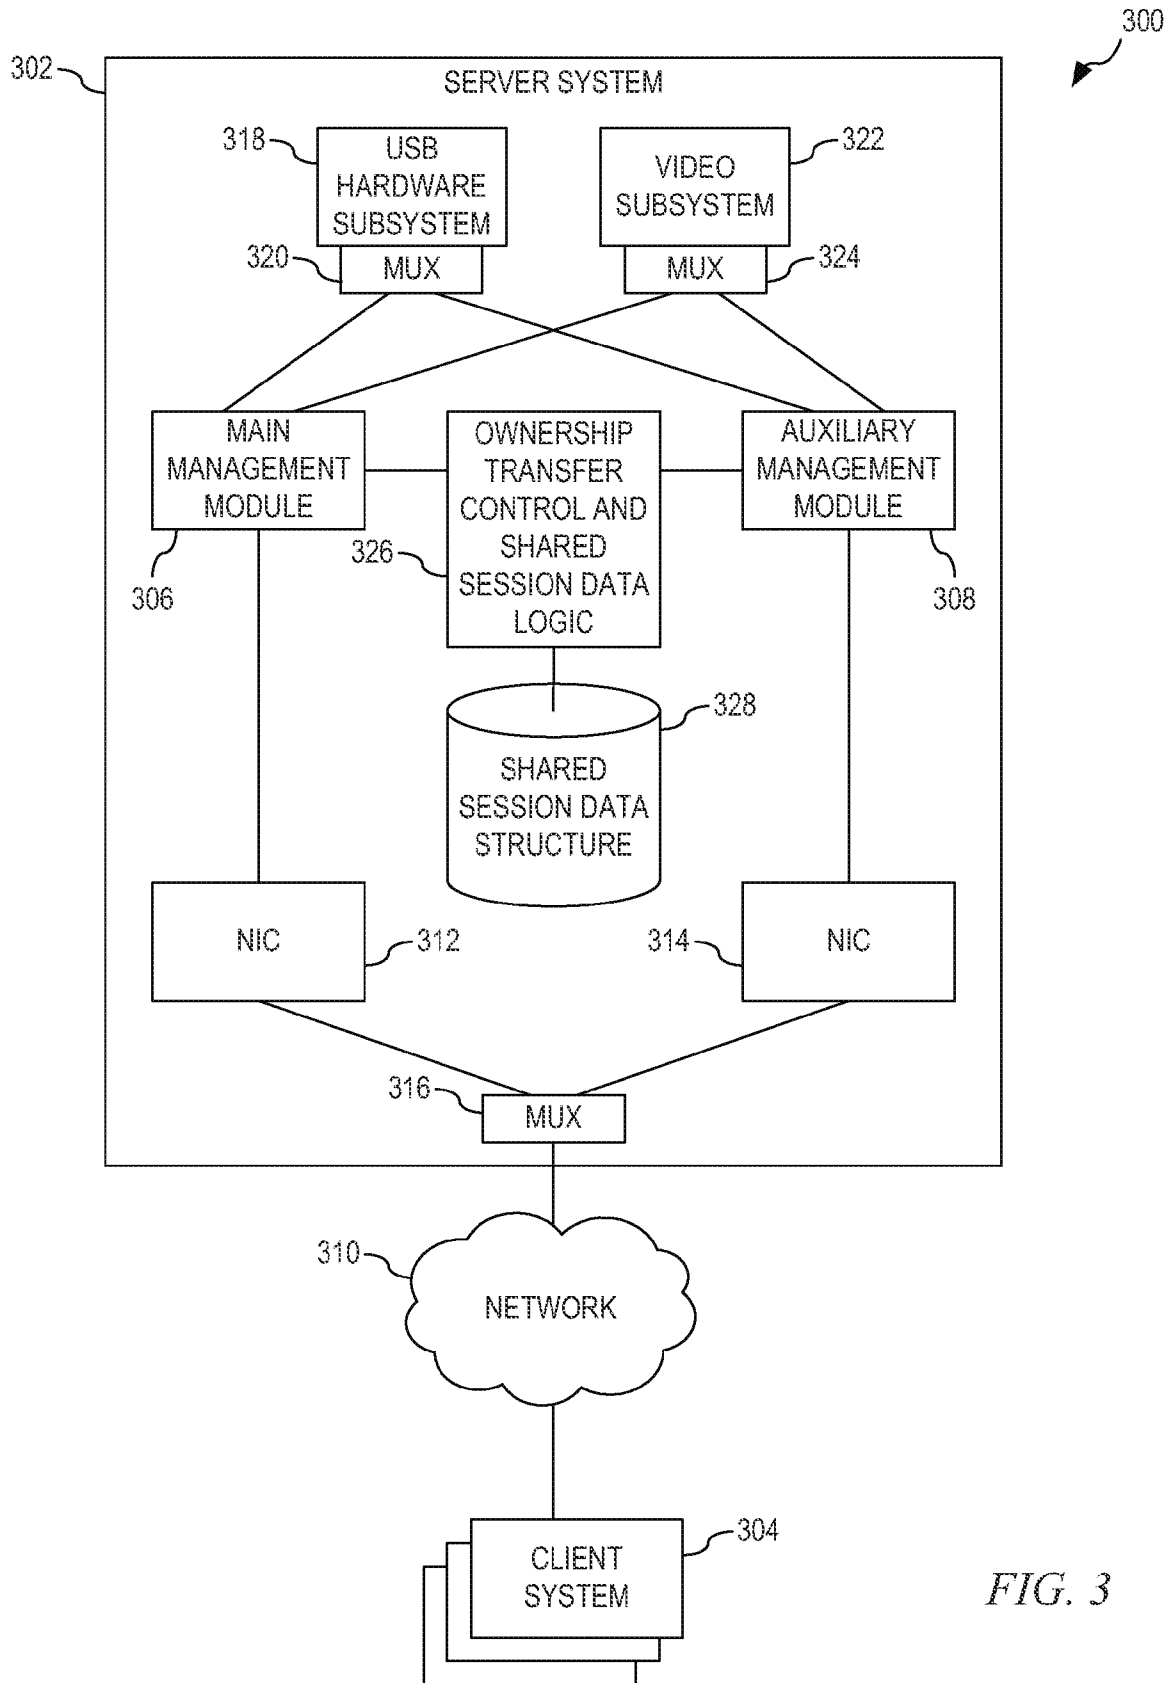 300
302
SERVER SYSTEM
318
USB
HARDWARE
SUBSYSTEM
VIDEO
SUBSYSTEM
322
320
MUX
MUX
324
MAIN
MANAGEMENT
MODULE
306
OWNERSHIP
TRANSFER
CONTROL AND
SHARED
SESSION DATA
LOGIC
326
AUXILIARY
MANAGEMENT
MODULE
308
328
SHARED
SESSION DATA
STRUCTURE
NIC
312
314
NIC
316
MUX
310
NETWORK
304
CLIENT
SYSTEM
FIG. 3